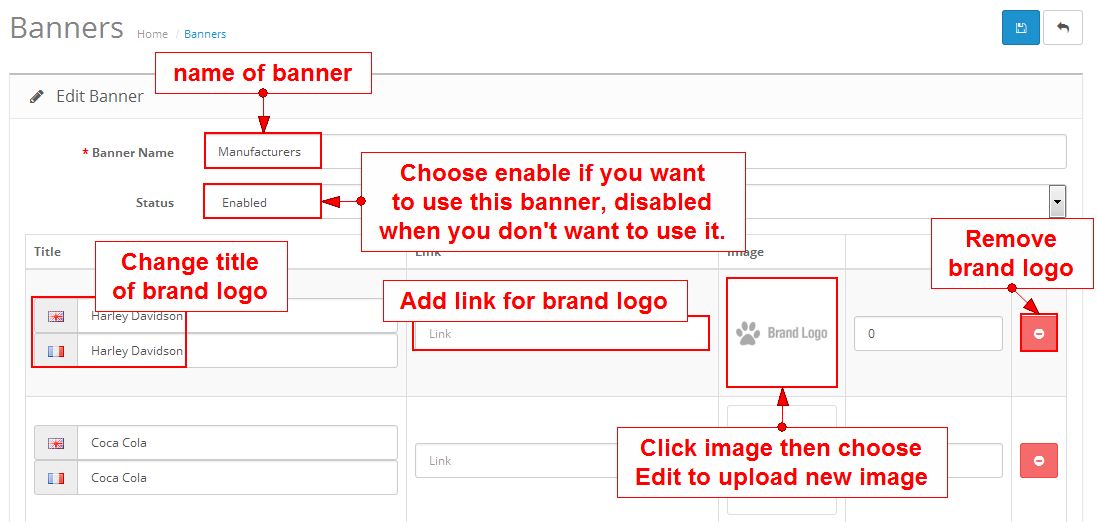 Banners Home / Banners
name of banner
Edit Banner
* Banner Name Manufacturers
Choose enable if you want
to use this banner, disabled
when you don't want to use it.
Status Enabled
Title Link Image
Change title
of brand logo
Add link for brand logo
Remove
brand logo
Harley Davidson
Harley Davidson
Link
Brand Logo
0
Click image then choose
Edit to upload new image
Coca Cola
Coca Cola
Link